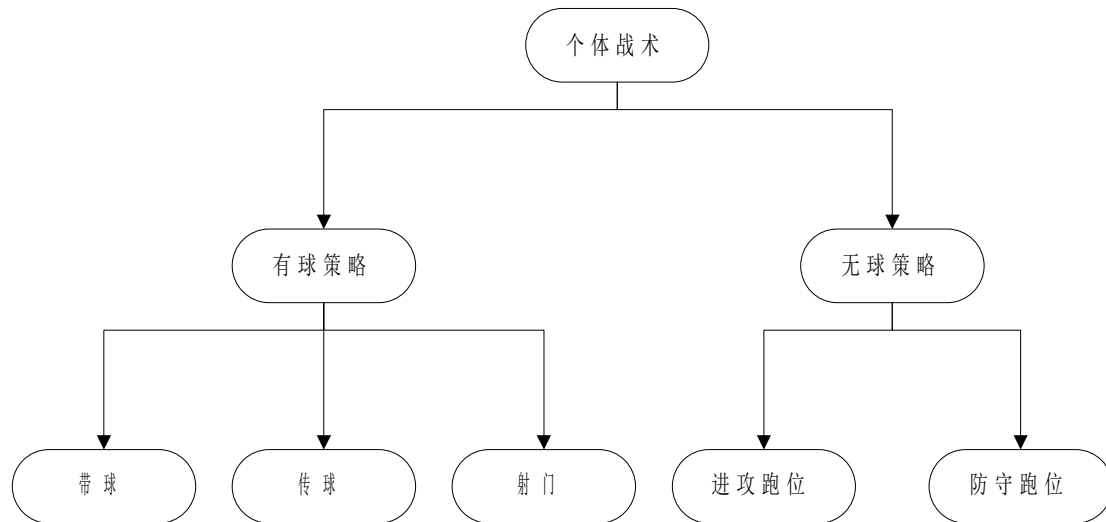 个体战术
有球策略
无球策略
带球
传球
射门
进攻跑位
防守跑位